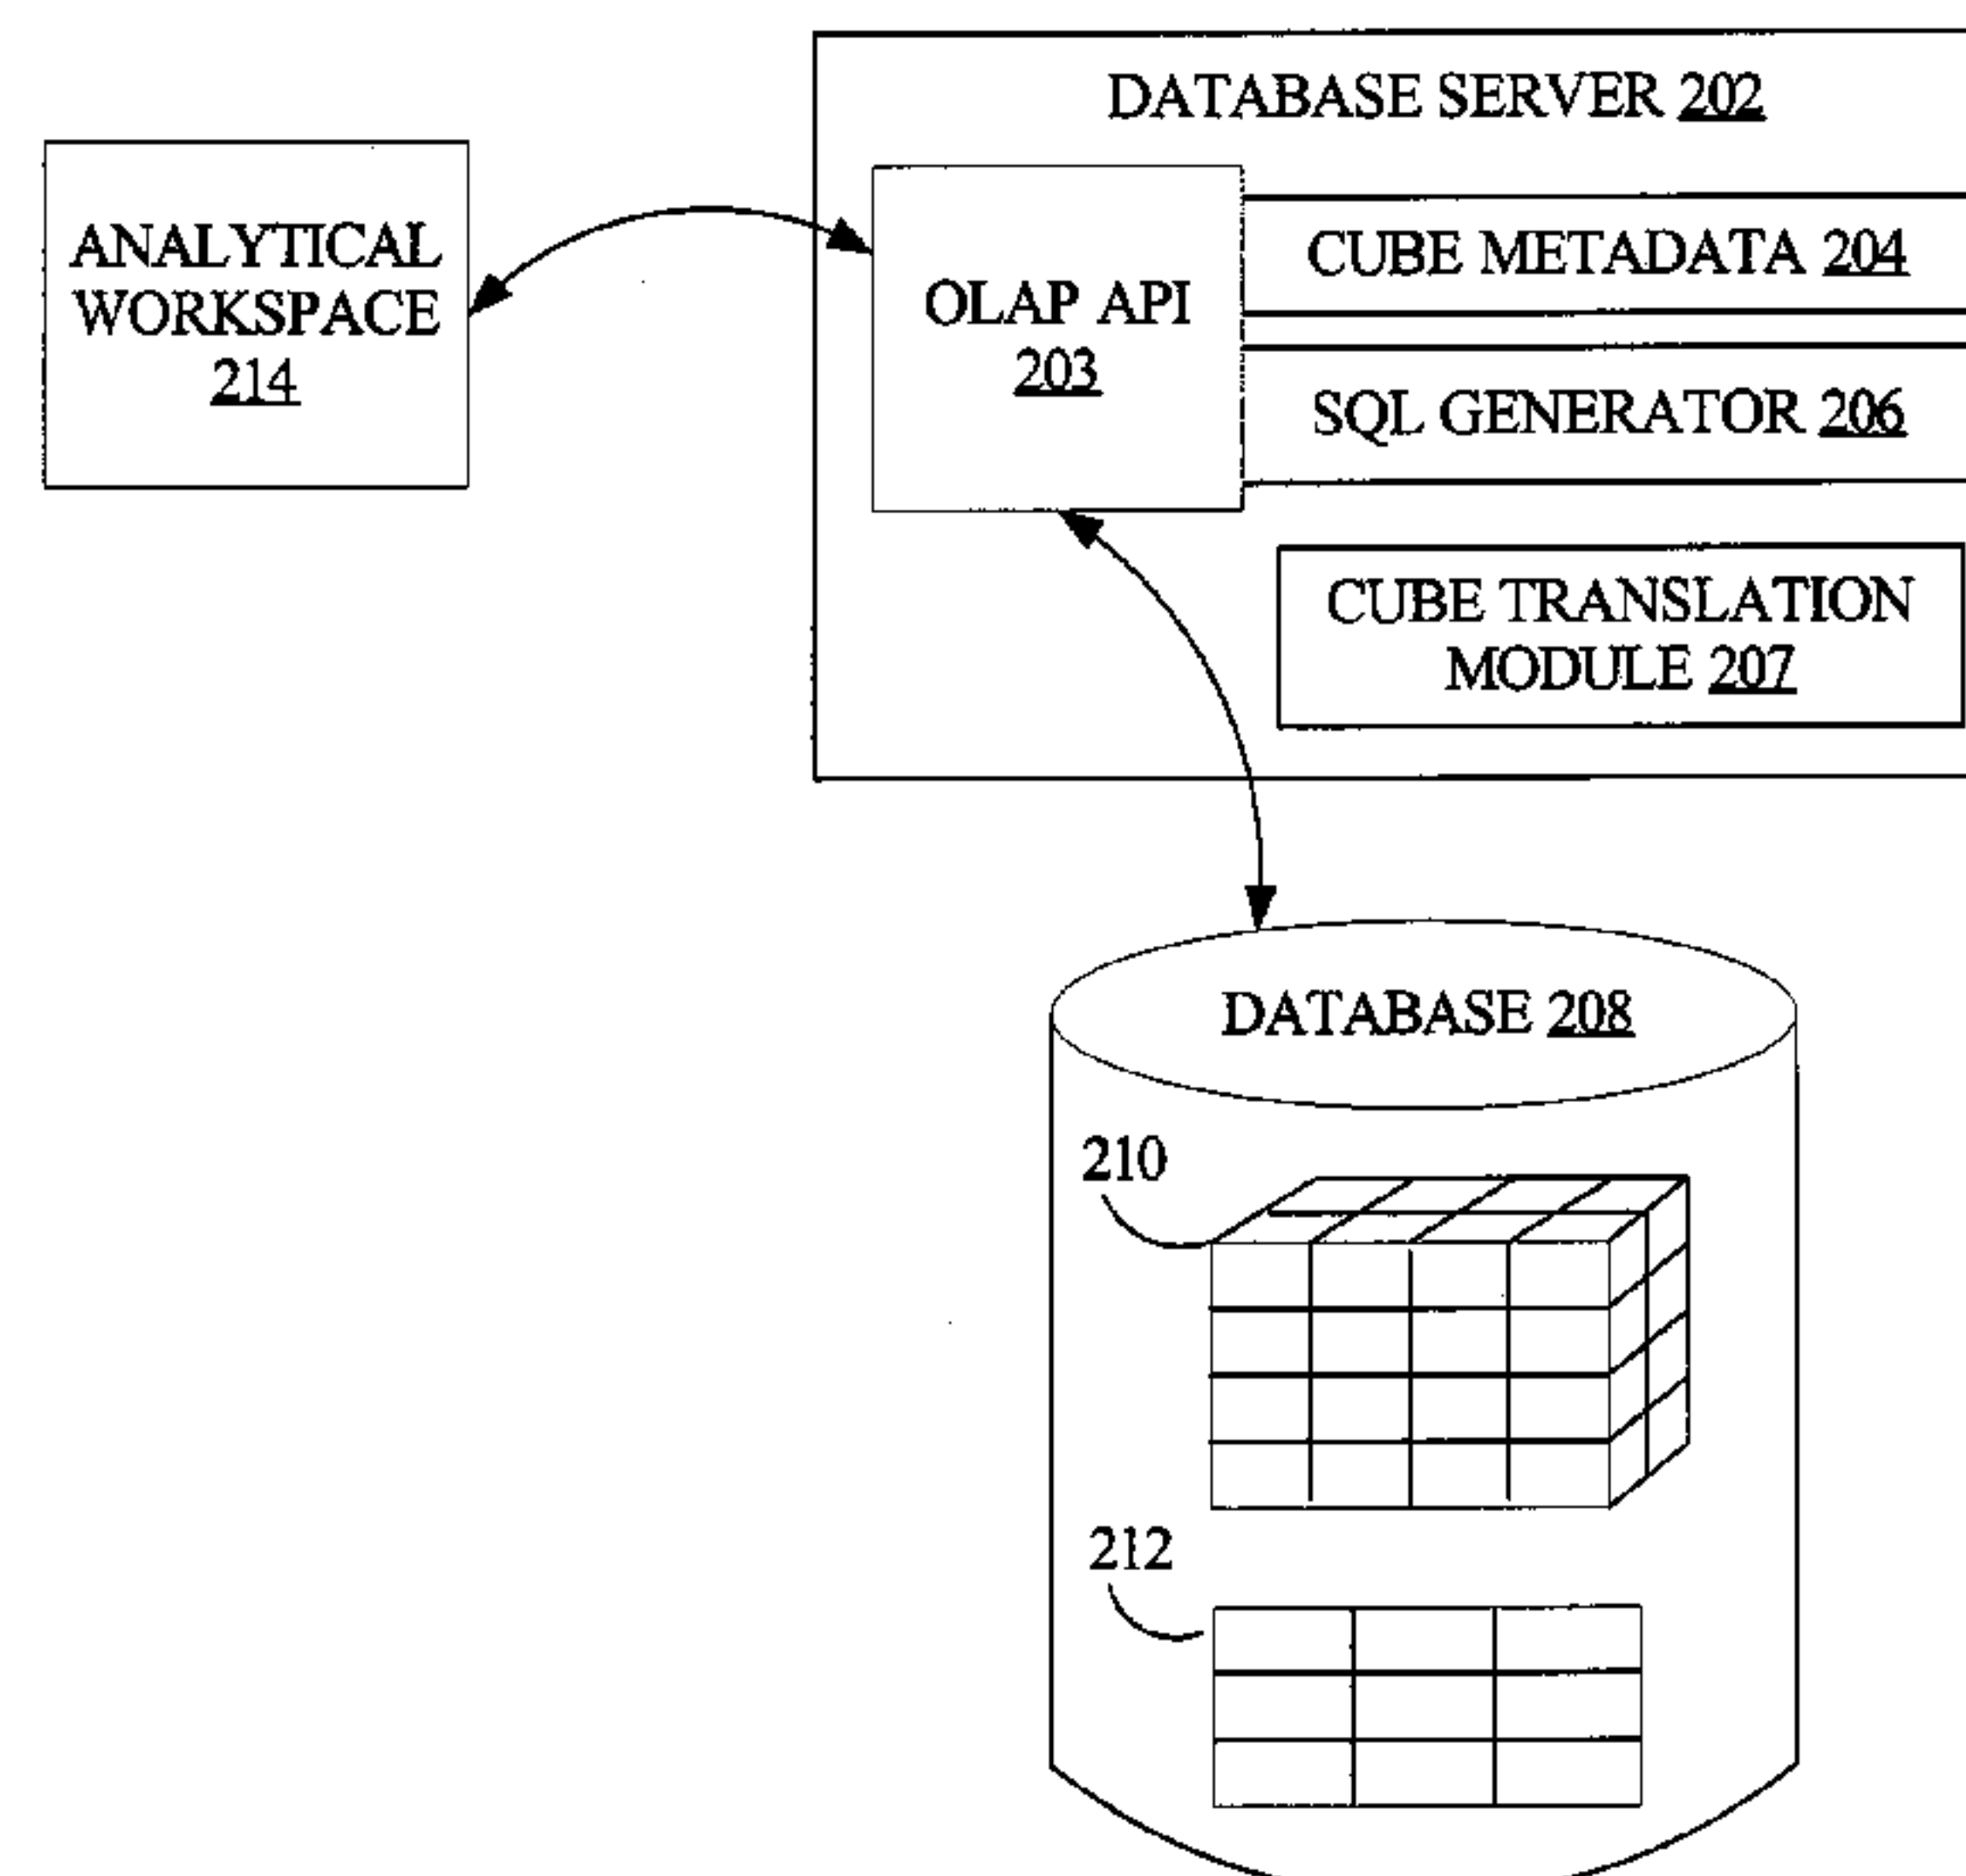 DATABASE SERVER 202
ANALYTICAL
WORKSPACE
214
OLAP API
203
CUBE METADATA 204
SQL GENERATOR 206
CUBE TRANSLATION
MODULE 207
DATABASE 208
210
212